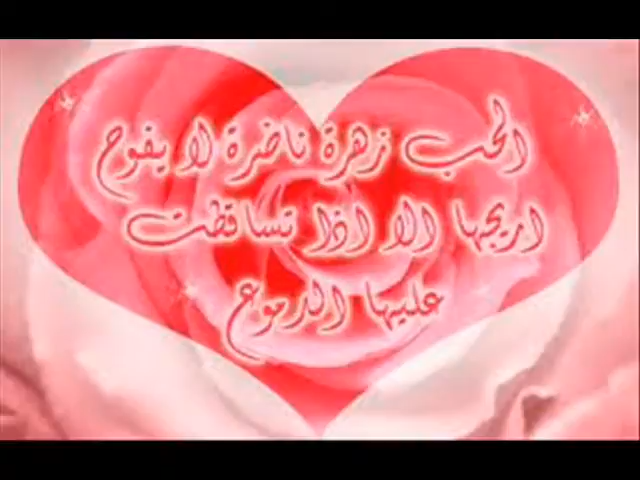 الحب زهرة ناضرة لا يفوح
اريجها الا اذا تساقطت
عليها الدموع